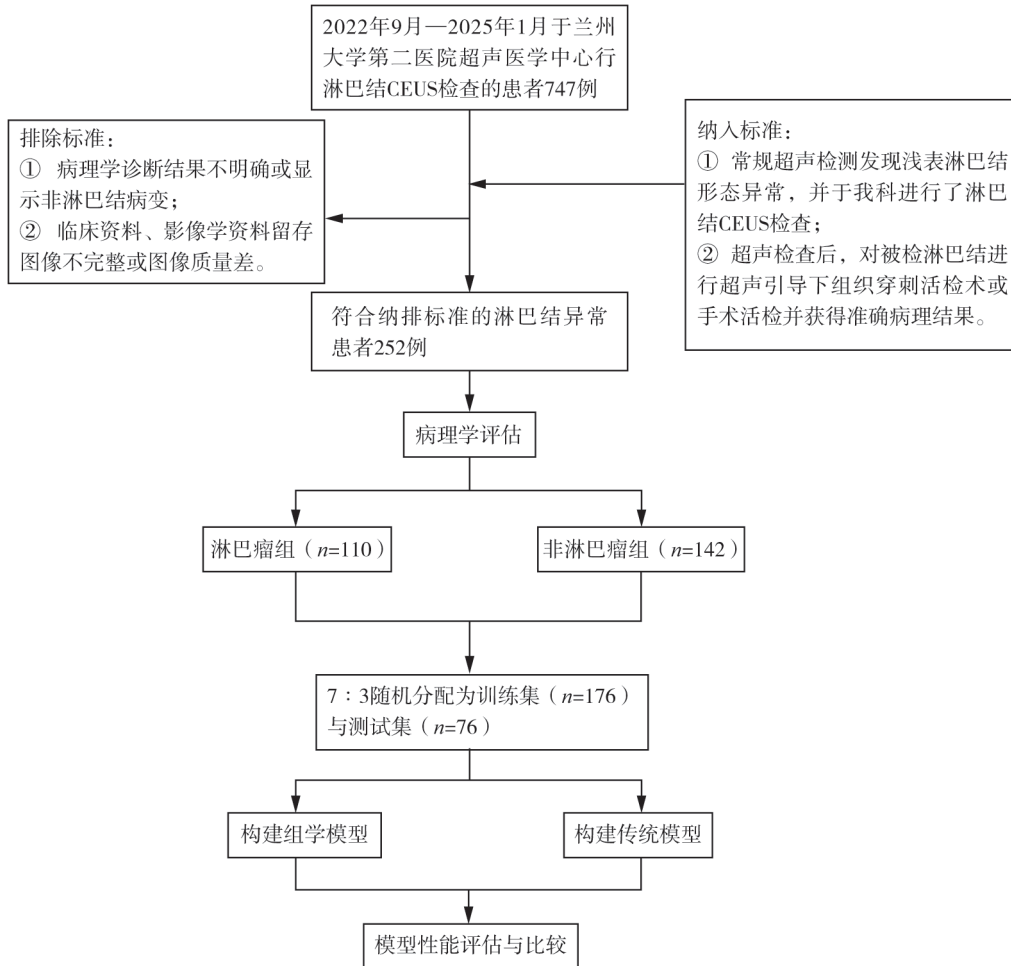 2022年9月—2025年1月于兰州
大学第二医院超声医学中心行
淋巴结CEUS检查的患者747例
排除标准：
① 病理学诊断结果不明确或显
示非淋巴结病变；
② 临床资料、影像学资料留存
图像不完整或图像质量差。
纳入标准：
① 常规超声检测发现浅表淋巴结
形态异常，并于我科进行了淋巴
结CEUS检查；
② 超声检查后，对被检淋巴结进
行超声引导下组织穿刺活检术或
手术活检并获得准确病理结果。
符合纳排标准的淋巴结异常
患者252例
病理学评估
淋巴瘤组（n=110）
非淋巴瘤组（n=142）
7：3随机分配为训练集（n=176）
与测试集（n=76）
构建组学模型
构建传统模型
模型性能评估与比较